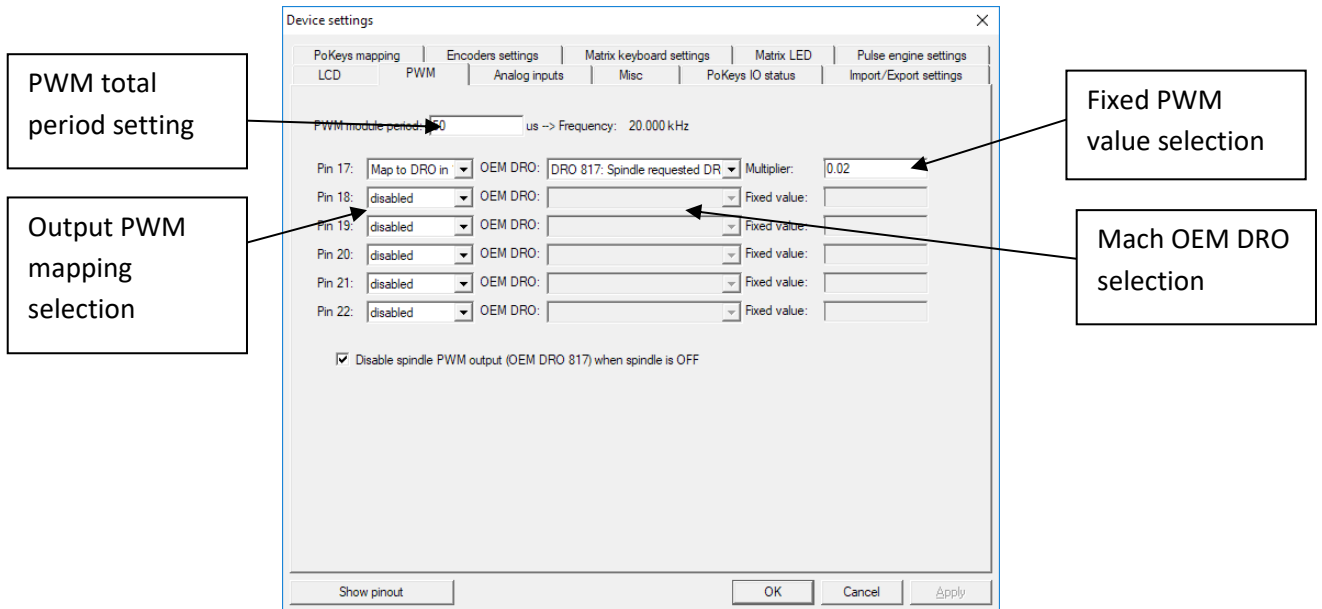 Device settings
PoKeys mapping Encoders settings Matrix keyboard settings Matrix LED Pulse engine settings
LCD PWM Analog inputs Misc PoKeys IO status Import/Export settings
PWM total
period setting
Fixed PWM
value selection
PWM module period: 50 us --> Frequency: 20.000 kHz
Pin 17: Map to DRO in OEM DRO: DRO 817: Spindle requested DR Multiplier: 0.02
Pin 18: disabled OEM DRO: Fixed value:
Pin 19: disabled OEM DRO: Fixed value:
Pin 20: disabled OEM DRO: Fixed value:
Pin 21: disabled OEM DRO: Fixed value:
Pin 22: disabled OEM DRO: Fixed value:
Output PWM
mapping
selection
Mach OEM DRO
selection
Disable spindle PWM output (OEM DRO 817) when spindle is OFF
Show pinout OK Cancel Apply